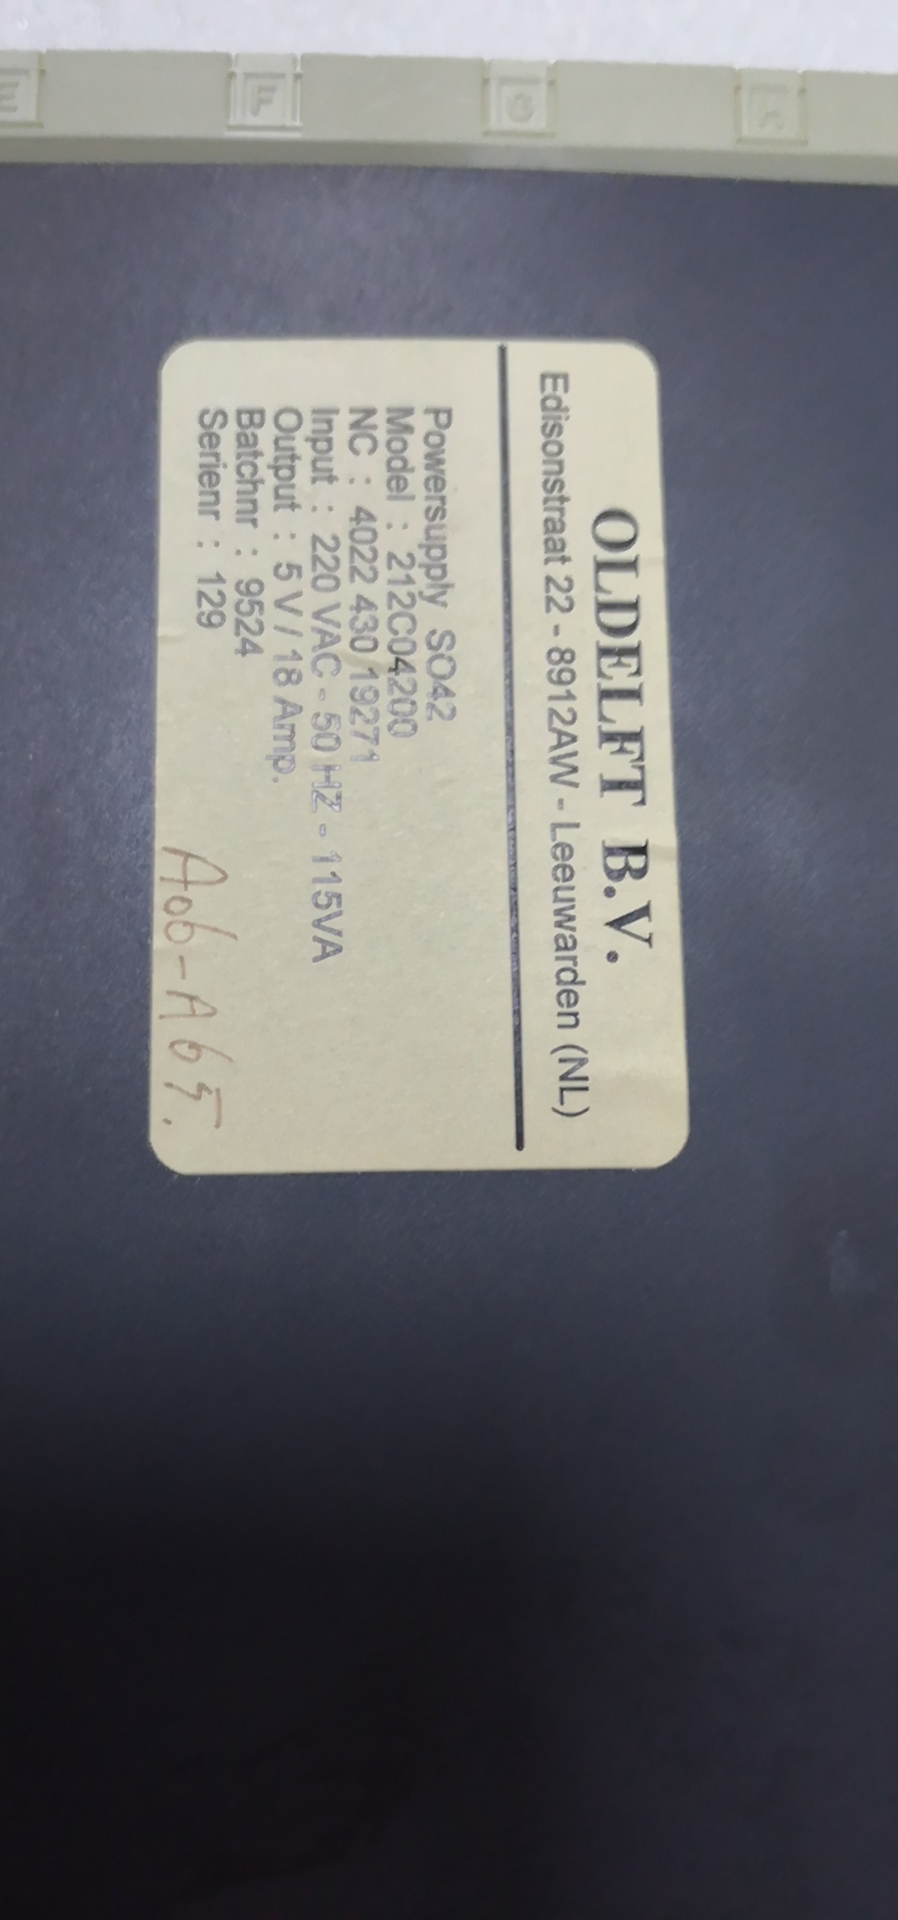 E F G K
OLDELFT B.V.
Edisonstraat 22 - 8912AW - Leeuwarden (NL)
Powersupply SO42
Model : 212C04200
NC : 4022 430 19271
Input : 220 VAC - 50 HZ - 115VA
Output : 5 V / 18 Amp.
Batchnr : 9524
Serienr : 129
A06-A65.